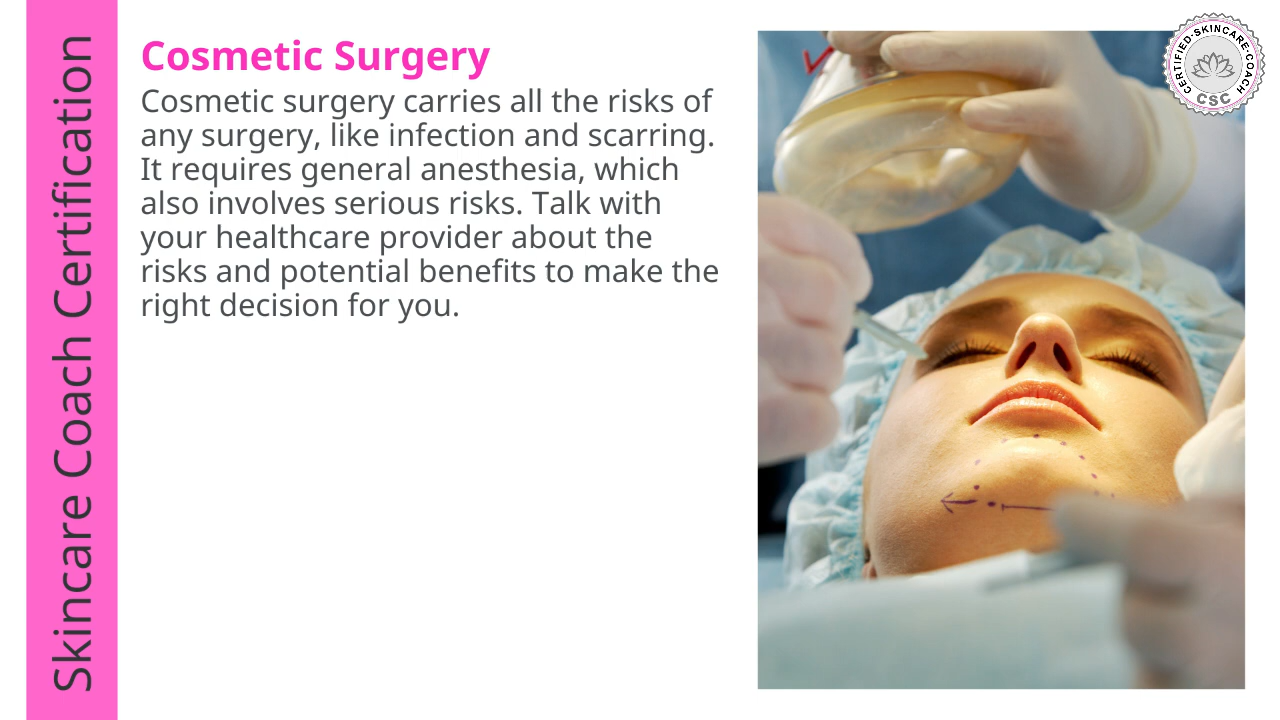 Skincare Coach Certification
Cosmetic Surgery
Cosmetic surgery carries all the risks of
any surgery, like infection and scarring.
It requires general anesthesia, which
also involves serious risks. Talk with
your healthcare provider about the
risks and potential benefits to make the
right decision for you.
CERTIFIED-SKINCARE-COACH
CSC